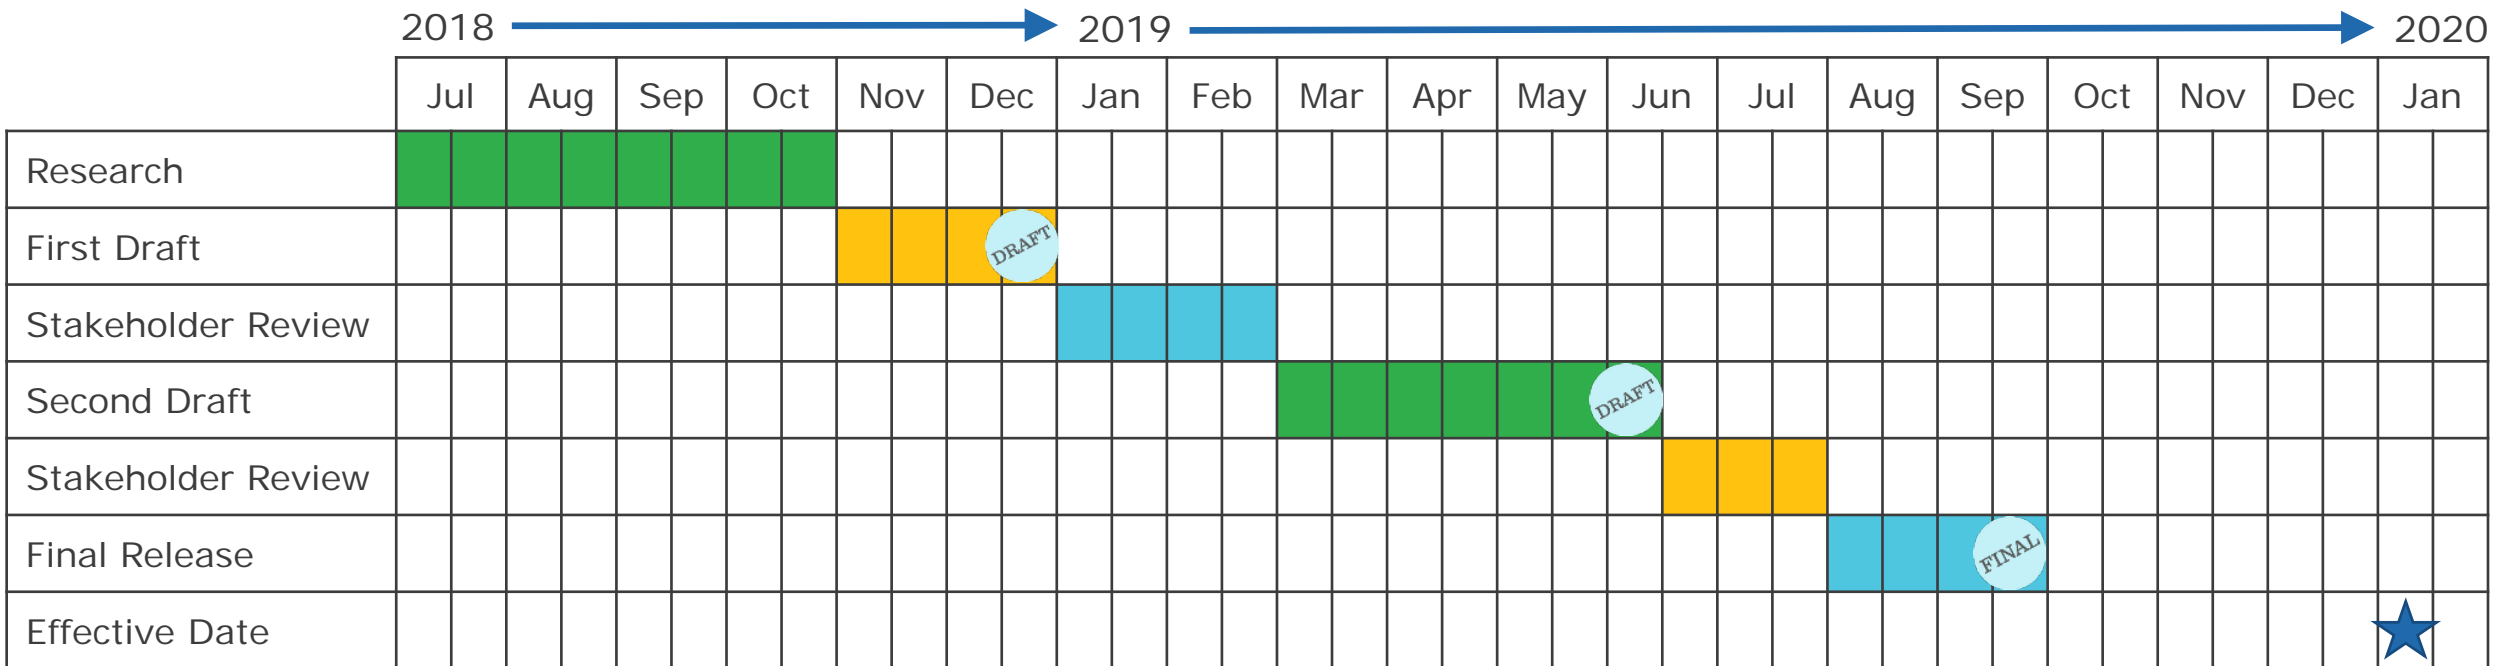 2018 2019 2020
Jul Aug Sep Oct Nov Dec Jan Feb Mar Apr May Jun Jul Aug Sep Oct Nov Dec Jan
Research
First Draft DRAFT
Stakeholder Review
Second Draft DRAFT
Stakeholder Review
Final Release FINAL
Effective Date